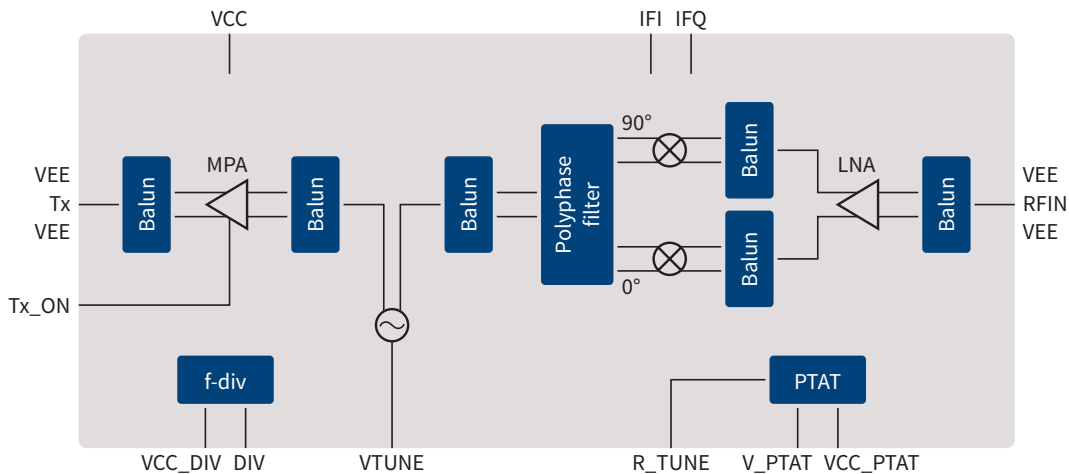 VCC
IFI IFQ
90°
MPA
LNA
VEE
Tx
VEE
Balun
Balun
Balun
Polyphase
filter
Balun
Balun
Balun
VEE
RFIN
VEE
0°
Tx_ON
f-div
PTAT
VCC_DIV DIV
VTUNE
R_TUNE
V_PTAT VCC_PTAT